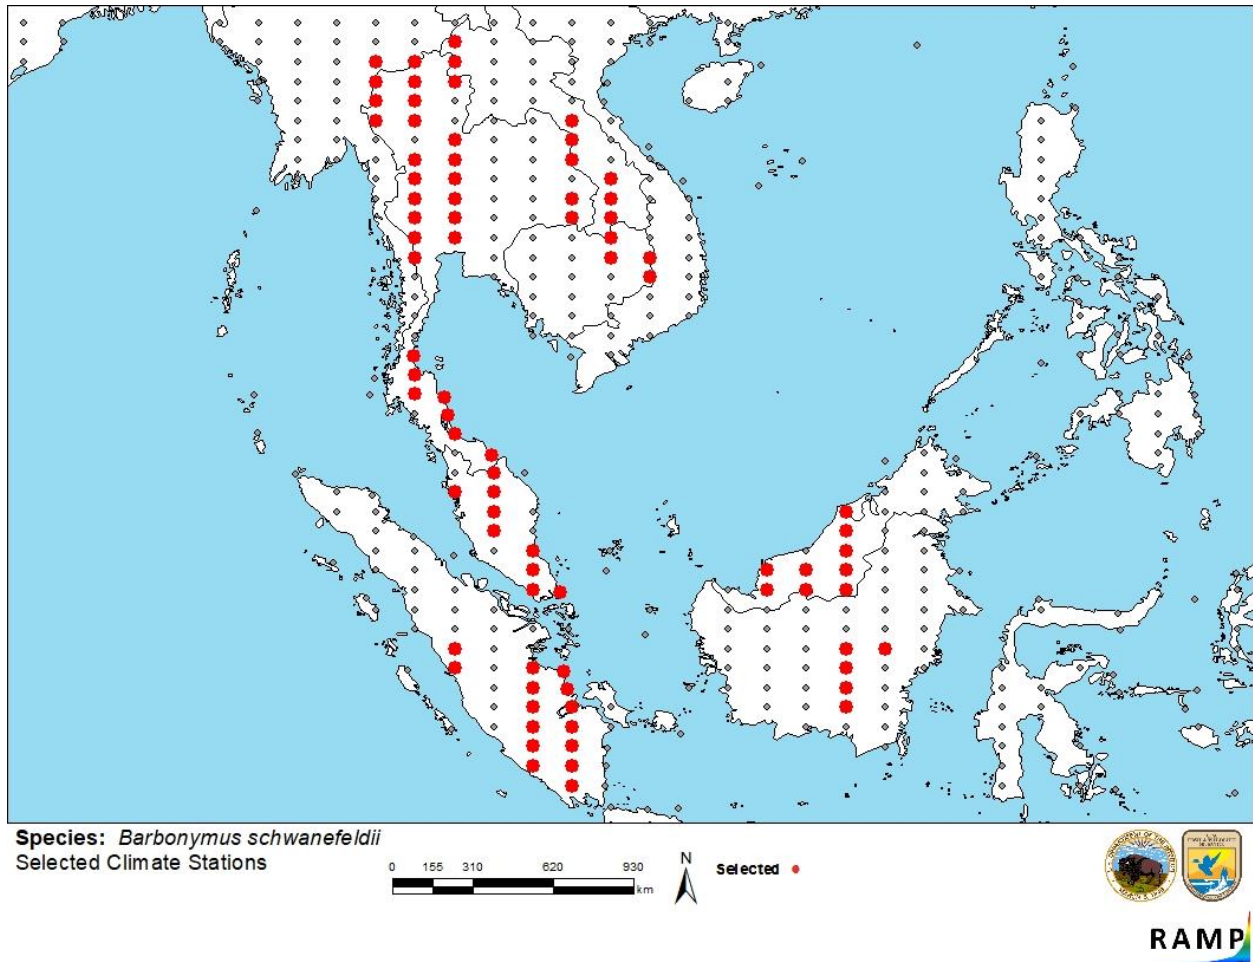 Species: Barbonymus schwanefeldii
Selected Climate Stations
0 155 310 620 930
km
N
Selected
RAMP